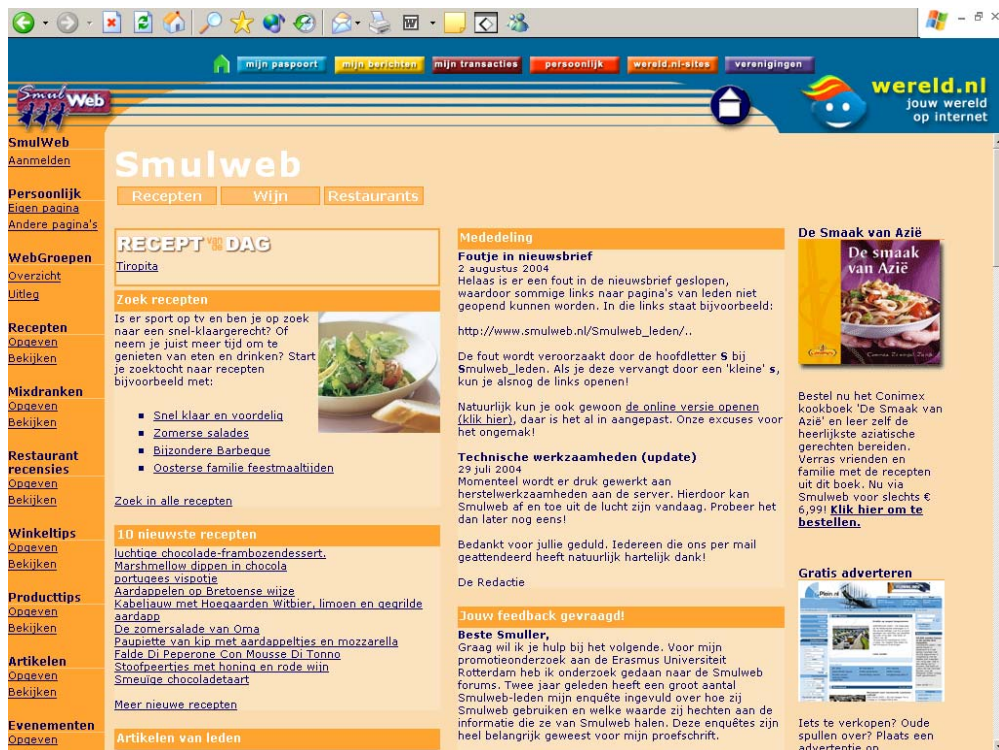 mijn paspoort
mijn berichten
mijn transacties
persoonlijk
wereld.nl-sites
verenigingen
Smul Web
wereld.nl
jouw wereld
op internet
SmulWeb
Aanmelden
Persoonlijk
Eigen pagina
Andere pagina's
WebGroepen
Overzicht
Uitleg
Recepten
Opgeven
Bekijken
Mixdranken
Opgeven
Bekijken
Restaurant
recensies
Opgeven
Bekijken
Winkeltips
Opgeven
Bekijken
Producttips
Opgeven
Bekijken
Artikelen
Opgeven
Bekijken
Evenementen
Opgeven
Smulweb
Recepten
Wijn
Restaurants
RECEPT VAN DE DAG
Tiropita
Zoek recepten
Is er sport op tv en ben je op zoek
naar een snel-klaargerecht? Of
neem je juist meer tijd om te
genieten van eten en drinken? Start
je zoektocht naar recepten
bijvoorbeeld met:
Snel klaar en voordelig
Zomerse salades
Bijzondere Barbeque
Oosterse familie feestmaaltijden
Zoek in alle recepten
10 nieuwste recepten
luchtige chocolade-frambozendessert.
Marshmellow dippen in chocola
portugees vispotje
Aardappelen op Bretoense wijze
Kabeljauw met Hoegaarden Witbier, limoen en gegrilde
aardapp
De zomersalade van Oma
Paupiette van kip met aardappeltjes en mozzarella
Falde Di Peperone Con Mousse Di Tonno
Stoofpeertjes met honing en rode wijn
Smeuïge chocoladetaart
Meer nieuwe recepten
Artikelen van leden
Mededeling
Foutje in nieuwsbrief
2 augustus 2004
Helaas is er een fout in de nieuwsbrief geslopen,
waardoor sommige links naar pagina's van leden niet
geopend kunnen worden. In die links staat bijvoorbeeld:
http://www.smulweb.nl/Smulweb_leden/..
De fout wordt veroorzaakt door de hoofdletter S bij
Smulweb_leden. Als je deze vervangt door een 'kleine' s,
kun je alsnog de links openen!
Natuurlijk kun je ook gewoon de online versie openen
(klik hier), daar is het al in aangepast. Onze excuses voor
het ongemak!
Technische werkzaamheden (update)
29 juli 2004
Momenteel wordt er druk gewerkt aan
herstelwerkzaamheden aan de server. Hierdoor kan
Smulweb af en toe uit de lucht zijn vandaag. Probeer het
dan later nog eens!
Bedankt voor jullie geduld. Iedereen die ons per mail
geattendeerd heeft natuurlijk hartelijk dank!
De Redactie
Jouw feedback gevraagd!
Beste Smuller,
Graag wil ik je hulp bij het volgende. Voor mijn
promotieonderzoek aan de Erasmus Universiteit
Rotterdam heb ik onderzoek gedaan naar de Smulweb
forums. Twee jaar geleden heeft een groot aantal
Smulweb-leden mijn enquête ingevuld over hoe zij
Smulweb gebruiken en welke waarde zij hechten aan de
informatie die ze van Smulweb halen. Deze enquêtes zijn
heel belangrijk geweest voor mijn proefschrift.
De Smaak van Azië
De smaak
van Azië
Conimex
Bestel nu het Conimex
kookboek 'De Smaak van
Azië' en leer zelf de
heerlijkste aziatische
gerechten bereiden.
Verras vrienden en
familie met de recepten
uit dit boek. Nu via
Smulweb voor slechts €
6,99! Klik hier om te
bestellen.
Gratis adverteren
Plein.nl
Iets te verkopen? Oude
spullen over? Plaats een
advertentie op